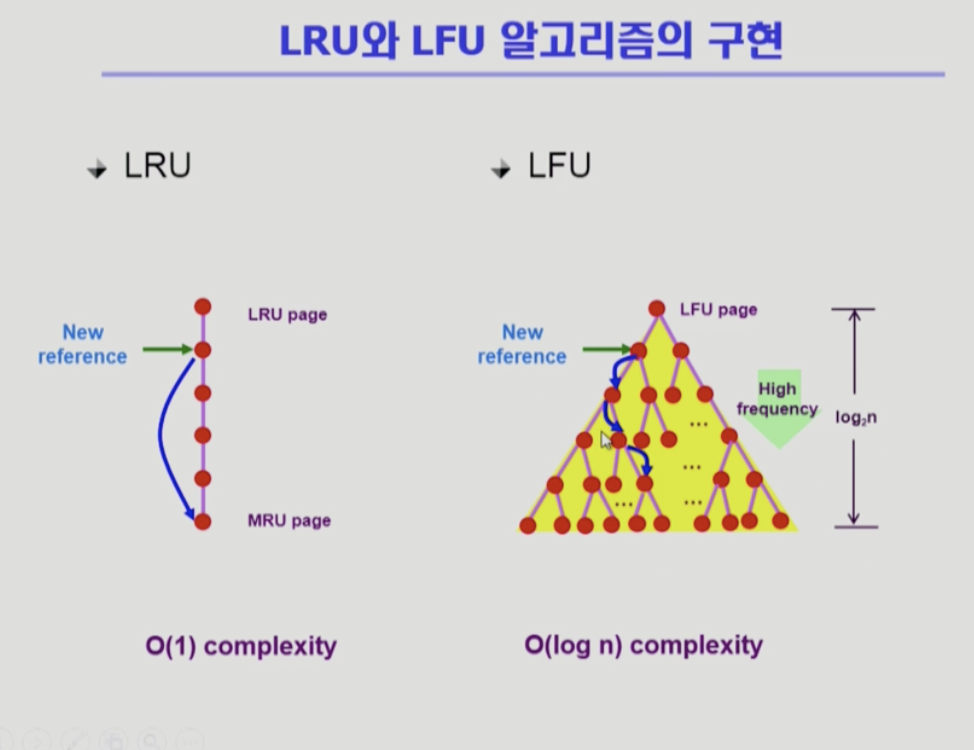 LRU와 LFU 알고리즘의 구현
LRU
LFU
New
reference
LRU page
MRU page
O(1) complexity
New
reference
LFU page
High
frequency
log₂n
...
...
...
...
O(log n) complexity